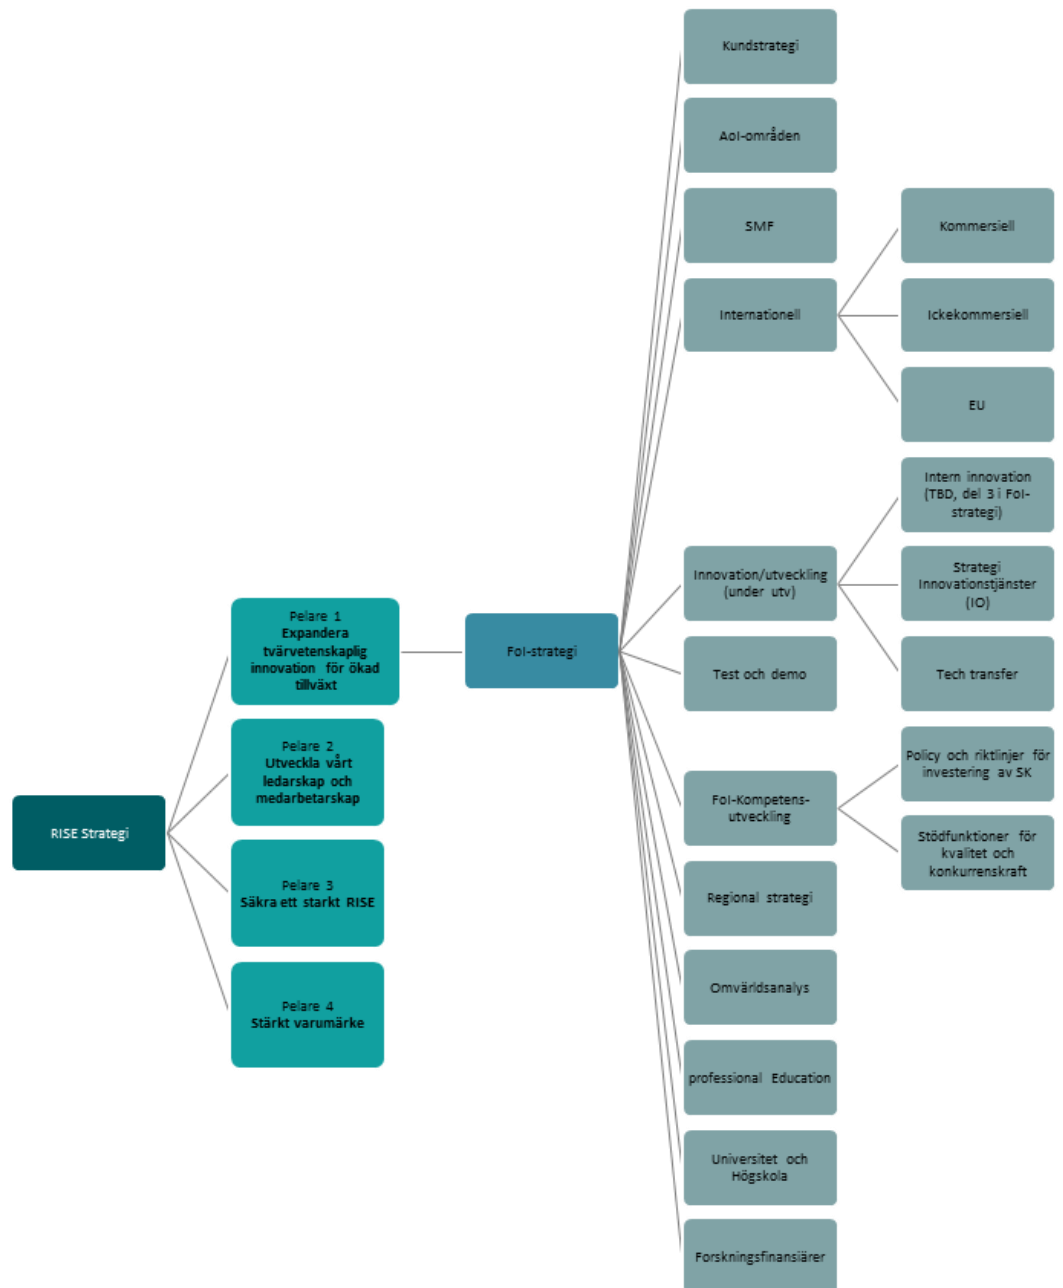 RISE Strategi
Pelare 1
Expandera
tvärvetenskaplig
innovation för ökad
tillväxt
Pelare 2
Utveckla vårt
ledarskap och
medarbetarskap
Pelare 3
Säkra ett starkt RISE
Pelare 4
Stärkt varumärke
FoI-strategi
Kundstrategi
AoI-områden
SMF
Internationell
Kommersiell
Ickekommersiell
EU
Innovation/utveckling
(under utv)
Intern innovation
(TBD, del 3 i FoI-
strategi)
Strategi
Innovationstjänster
(IO)
Tech transfer
Test och demo
FoI-Kompetens-
utveckling
Policy och riktlinjer för
investering av SK
Stödfunktioner för
kvalitet och
konkurrenskraft
Regional strategi
Omvärldsanalys
professional Education
Universitet och
Högskola
Forskningsfinansiärer